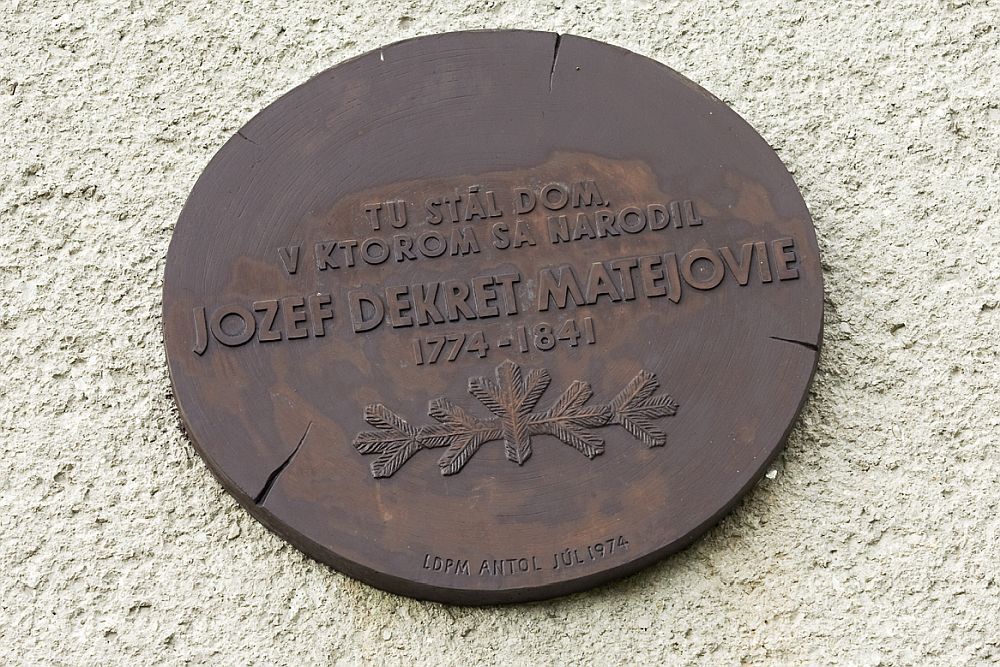 TU STÁL DOM,
V KTOROM SA NARODIL
JOZEF DEKRET MATEJOVIE
1774-1841
LDPM ANTOL JÚL 1974